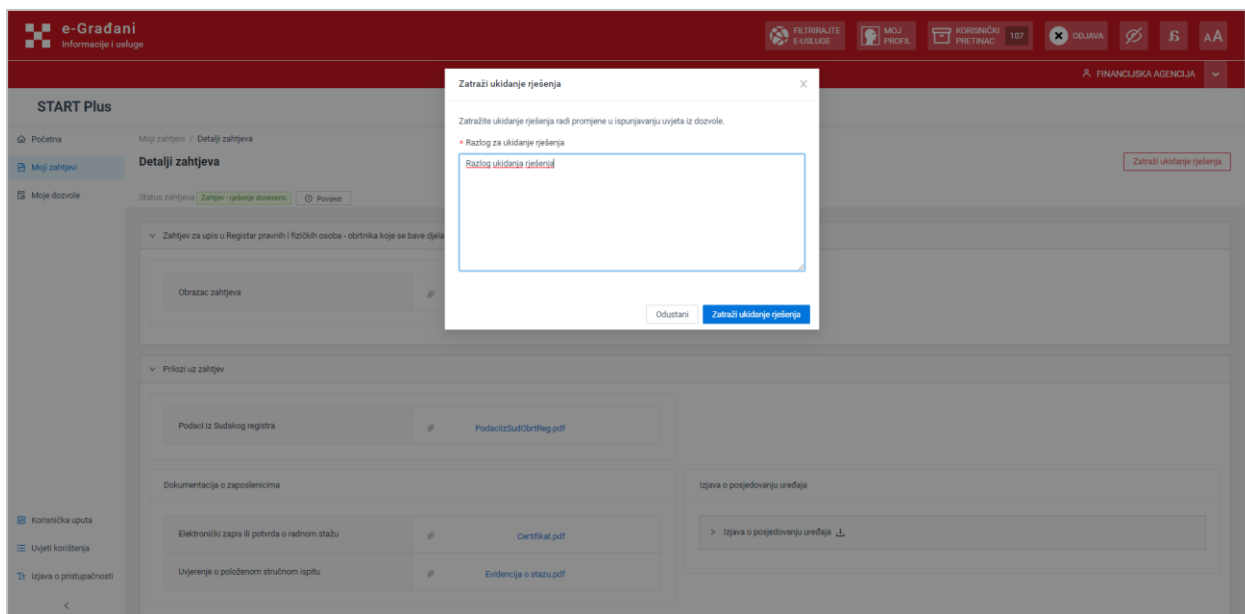 e-Građani
Informacije i usluge
FILTRIRAJTE
E-USLUGE
MOJ
PROFIL
KORISNIČKI
PRETINAC
107
ODJAVA
AA
FINANCIJSKA AGENCIJA
START Plus
Početna
Moji zahtjevi
Moje dozvole
Moji zahtjevi / Detalji zahtjeva
Detalji zahtjeva
Zatraži ukidanje rješenja
Status zahtjeva: Zahtjev - rješenje doneseno
Povijest
Zatraži ukidanje rješenja
Zatražite ukidanje rješenja radi promjene u ispunjavanju uvjeta iz dozvole.
* Razlog za ukidanje rješenja
Razlog ukidanja rješenja
Odustani
Zatraži ukidanje rješenja
Zahtjev za upis u Registar pravnih i fizičkih osoba - obrtnika koje se bave djela
Obrazac zahtjeva
Prilozi uz zahtjev
Podaci iz Sudskog registra
PodaciIzSudObrtReg.pdf
Dokumentacija o zaposlenicima
Elektronički zapis ili potvrda o radnom stažu
Certifikat.pdf
Uvjerenje o položenom stručnom ispitu
Evidencija o stazu.pdf
Izjava o posjedovanju uređaja
> Izjava o posjedovanju uređaja
Korisnička uputa
Uvjeti korištenja
Izjava o pristupačnosti